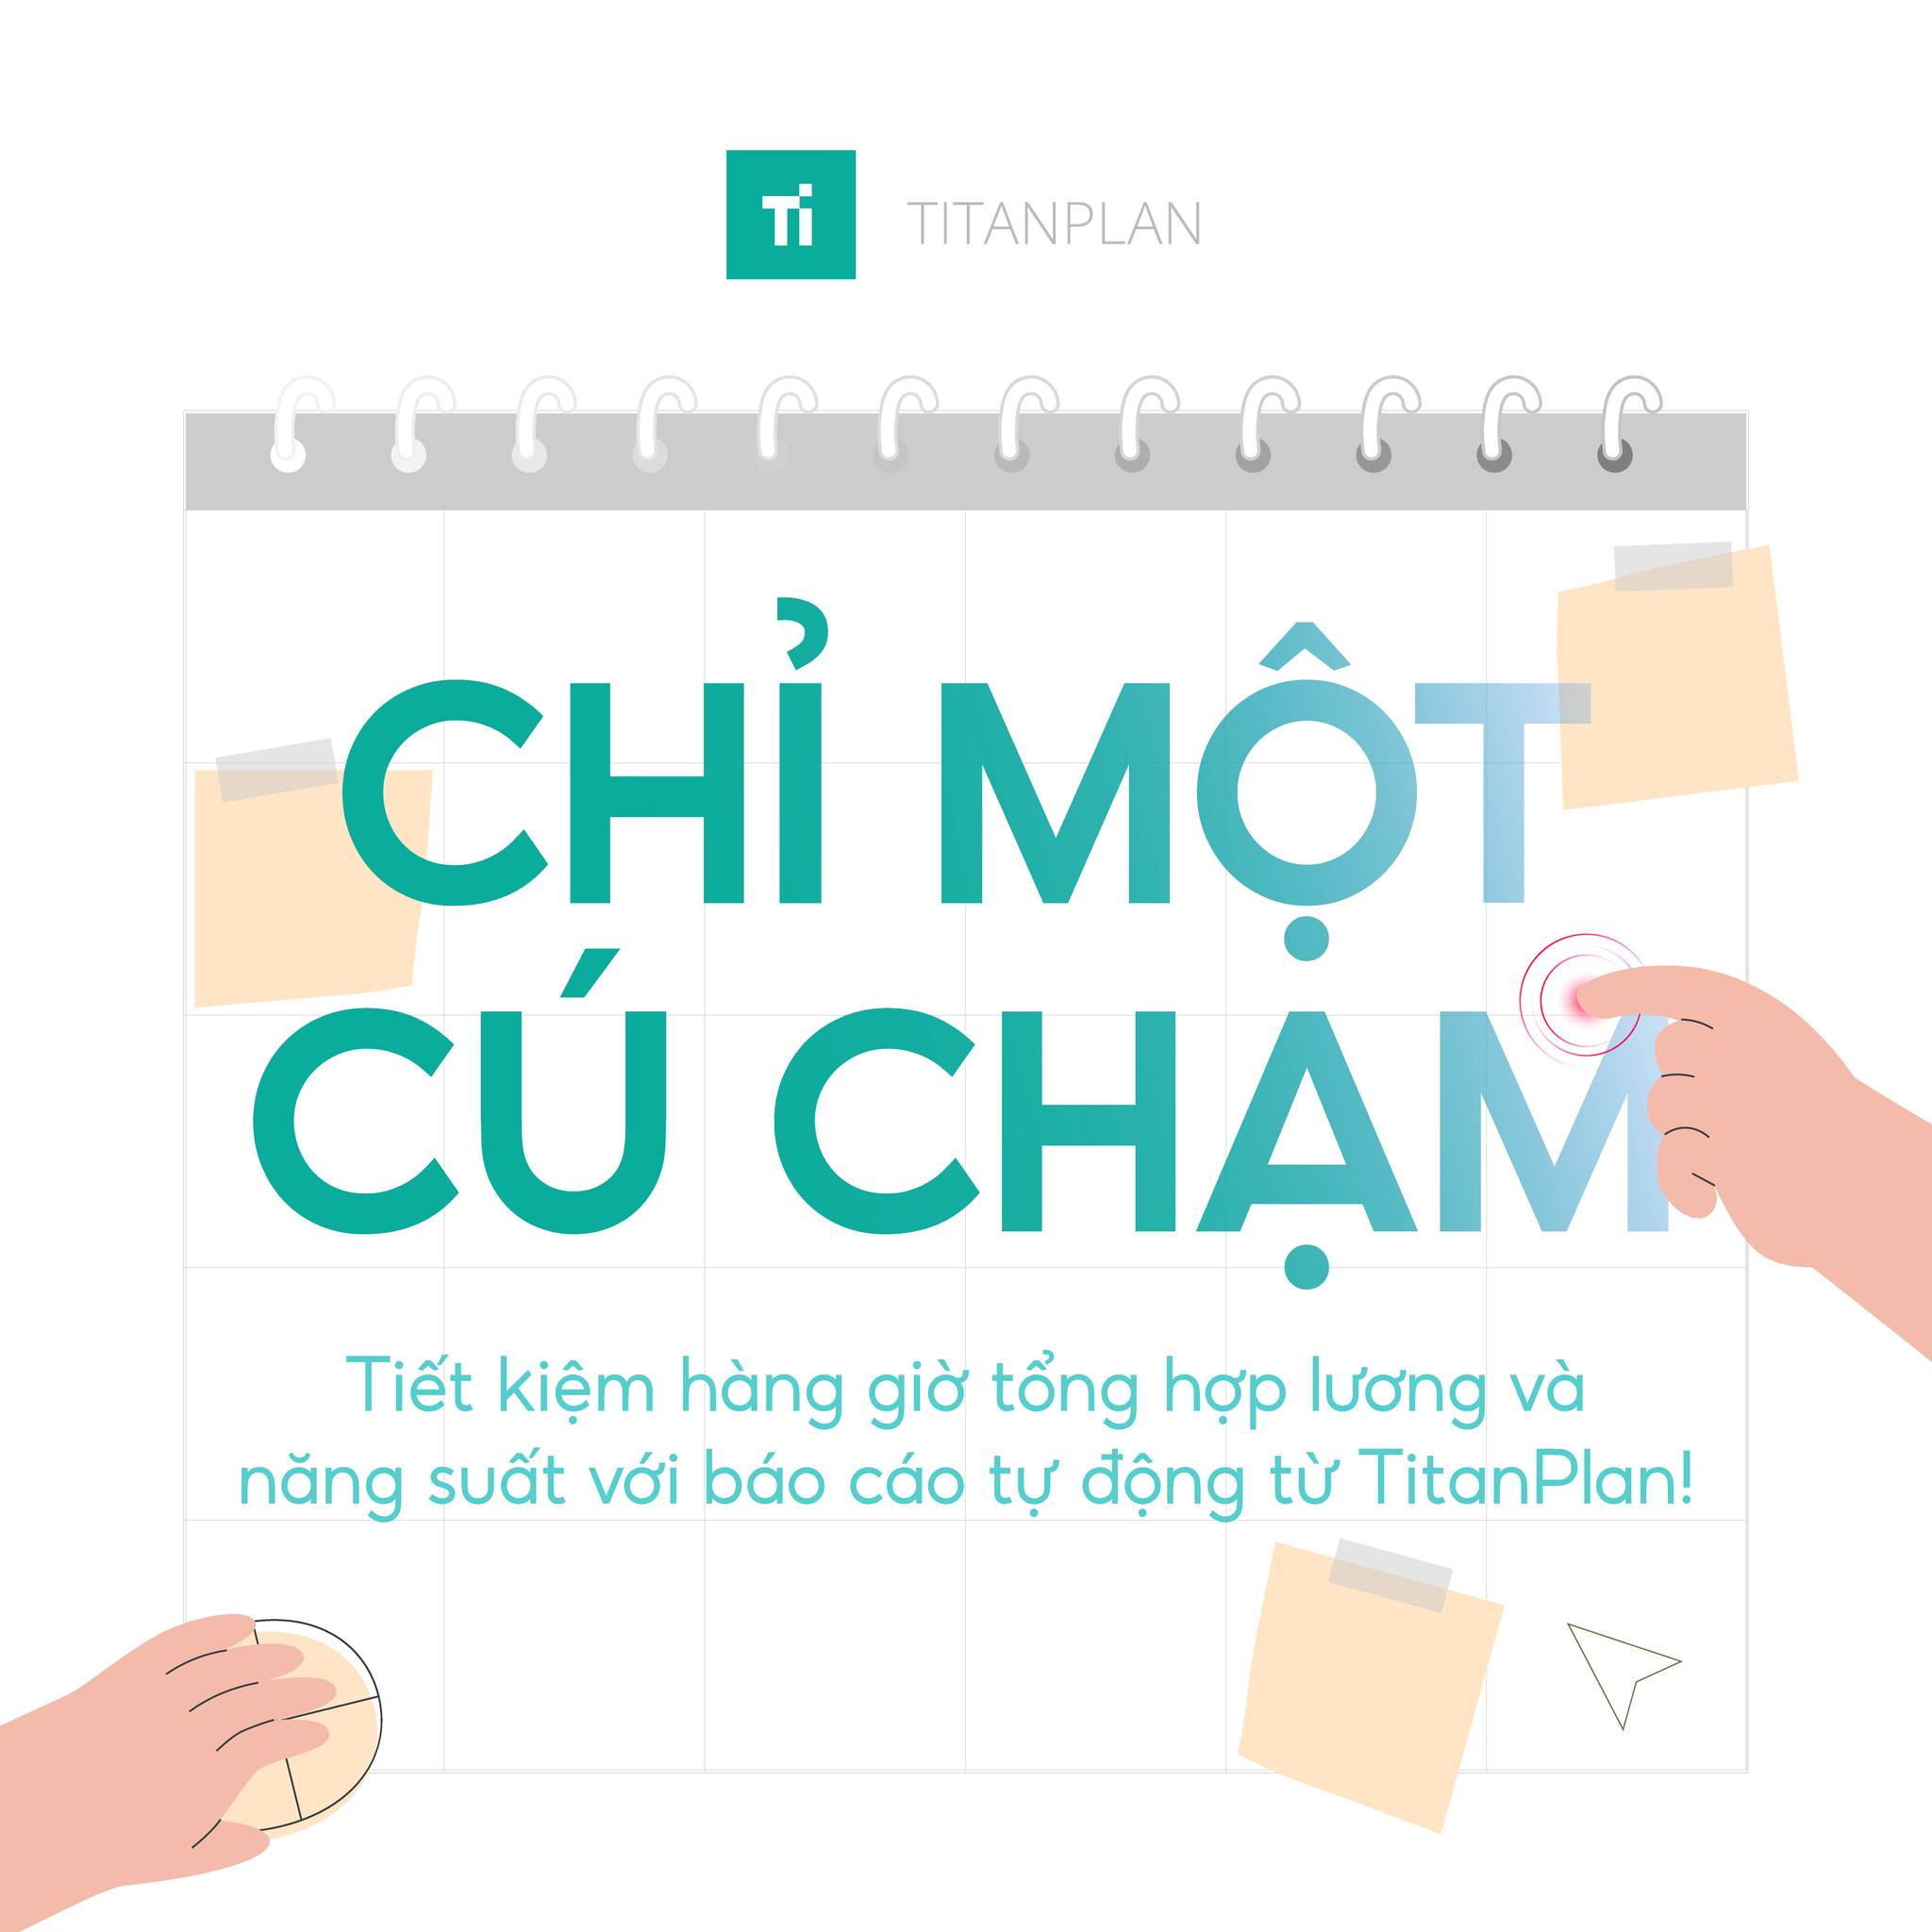 Ti TITANPLAN
CHỈ MỘT
CÚ CHẠM
Tiết kiệm hàng giờ tổng hợp lương và
năng suất với báo cáo tự động từ TitanPlan!